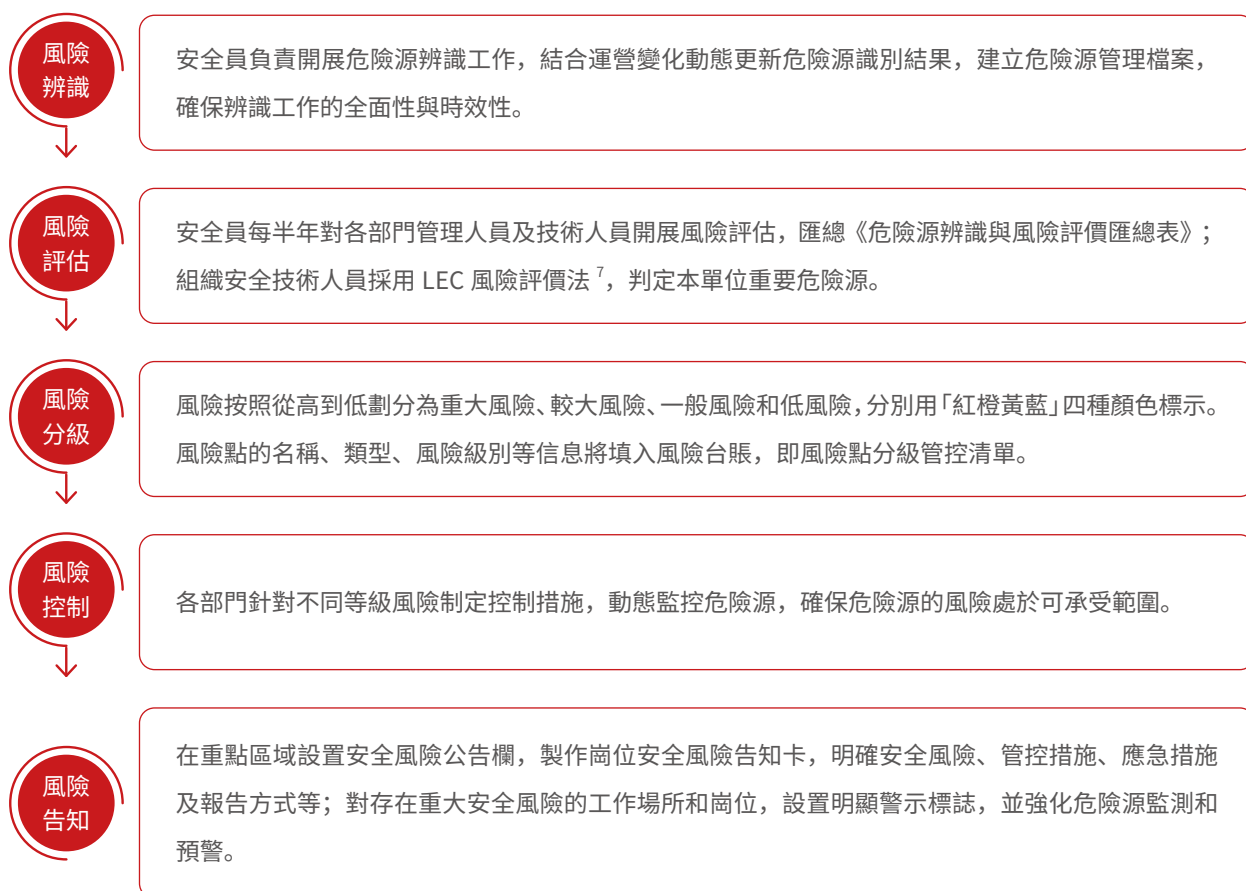 風險
辨識
安全員負責開展危險源辨識工作，結合運營變化動態更新危險源識別結果，建立危險源管理檔案，
確保辨識工作的全面性與時效性。
風險
評估
安全員每半年對各部門管理人員及技術人員開展風險評估，匯總《危險源辨識與風險評價匯總表》；
組織安全技術人員採用 LEC 風險評價法 7，判定本單位重要危險源。
風險
分級
風險按照從高到低劃分為重大風險、較大風險、一般風險和低風險，分別用「紅橙黃藍」四種顏色標示。
風險點的名稱、類型、風險級別等信息將填入風險台賬，即風險點分級管控清單。
風險
控制
各部門針對不同等級風險制定控制措施，動態監控危險源，確保危險源的風險處於可承受範圍。
風險
告知
在重點區域設置安全風險公告欄，製作崗位安全風險告知卡，明確安全風險、管控措施、應急措施
及報告方式等；對存在重大安全風險的工作場所和崗位，設置明顯警示標誌，並強化危險源監測和
預警。